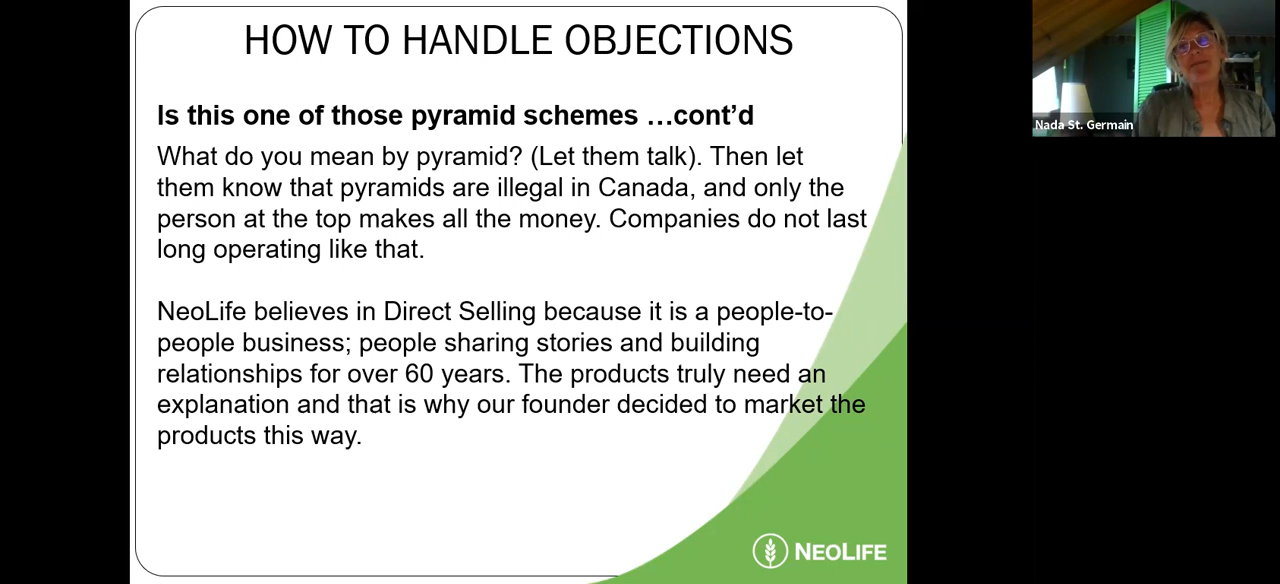 HOW TO HANDLE OBJECTIONS
Is this one of those pyramid schemes …cont’d
What do you mean by pyramid? (Let them talk). Then let
them know that pyramids are illegal in Canada, and only the
person at the top makes all the money. Companies do not last
long operating like that.
NeoLife believes in Direct Selling because it is a people-to-
people business; people sharing stories and building
relationships for over 60 years. The products truly need an
explanation and that is why our founder decided to market the
products this way.
NEOLIFE
Nada St. Germain